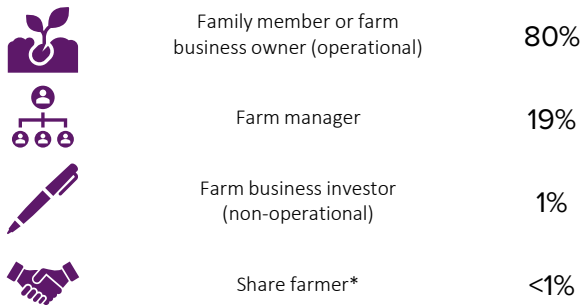 Family member or farm
business owner (operational)
80%
Farm manager
19%
Farm business investor
(non-operational)
1%
Share farmer*
<1%